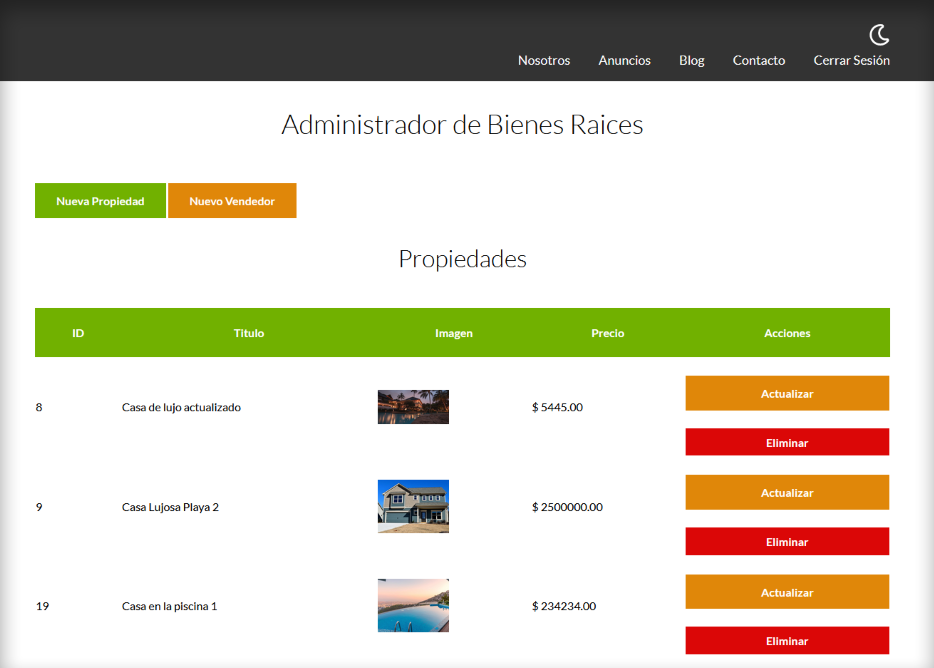 Nosotros Anuncios Blog Contacto Cerrar Sesión
Administrador de Bienes Raices
Nueva Propiedad Nuevo Vendedor
Propiedades
ID Titulo Imagen Precio Acciones
8 Casa de lujo actualizado $ 5445.00 Actualizar
Eliminar
9 Casa Lujosa Playa 2 $ 2500000.00 Actualizar
Eliminar
19 Casa en la piscina 1 $ 234234.00 Actualizar
Eliminar